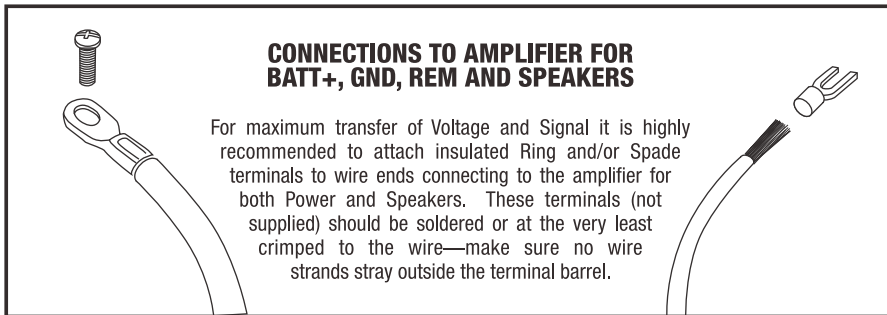 CONNECTIONS TO AMPLIFIER FOR
BATT+, GND, REM AND SPEAKERS
For maximum transfer of Voltage and Signal it is highly
recommended to attach insulated Ring and/or Spade
terminals to wire ends connecting to the amplifier for
both Power and Speakers. These terminals (not
supplied) should be soldered or at the very least
crimped to the wire—make sure no wire
strands stray outside the terminal barrel.